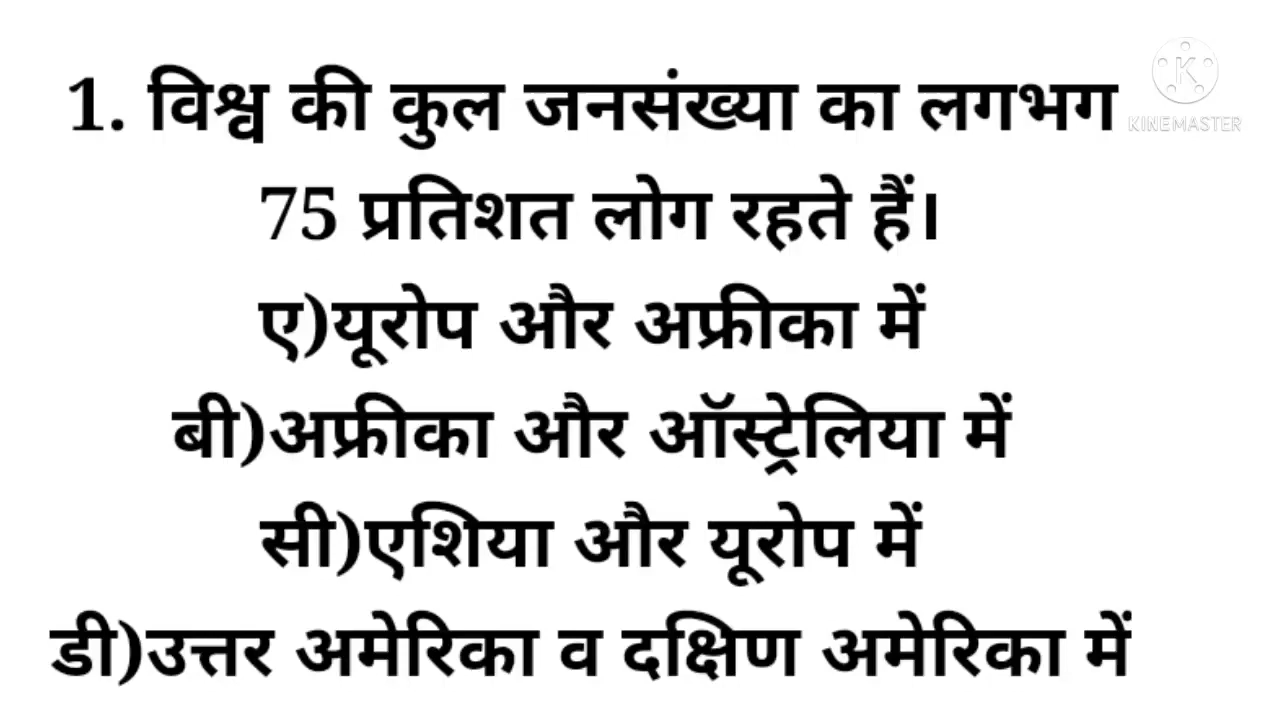 1. विश्व की कुल जनसंख्या का लगभग
75 प्रतिशत लोग रहते हैं।
ए)यूरोप और अफ्रीका में
बी)अफ्रीका और ऑस्ट्रेलिया में
सी)एशिया और यूरोप में
डी)उत्तर अमेरिका व दक्षिण अमेरिका में
K
KINEMASTER